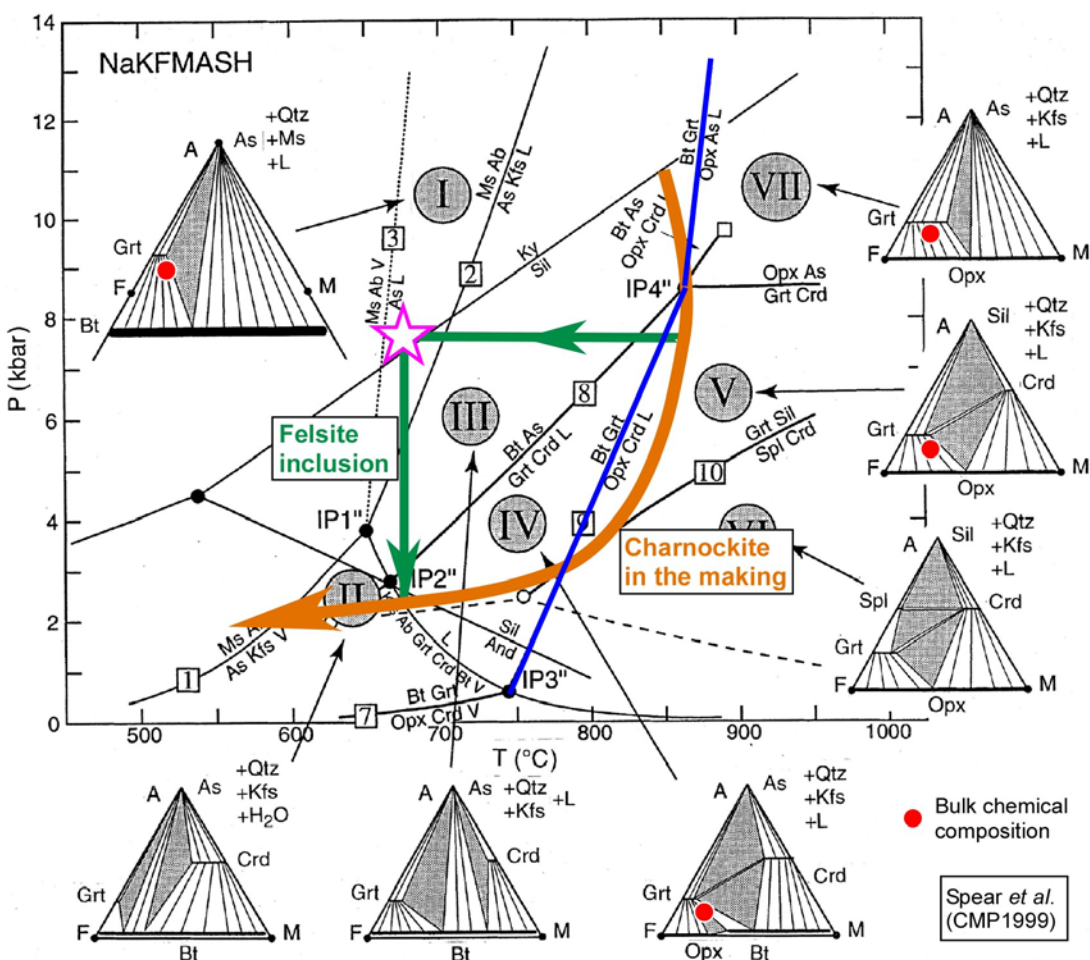 14
12
10
8
6
4
2
0
P (kbar)
500
600
700
800
900
1000
T (°C)
NaKFMASH
A
As
+Qtz
+Ms
+L
Grt
F
M
Bt
I
3
Ms Ab V
As L
Ms Ab
As Kfs L
2
Ky
Sil
Bt Grt
Opx As L
Bt As
Opx Crd L
VII
IP4"
Opx As
Grt Crd
A
As
+Qtz
+Kfs
+L
Grt
F
M
Opx
III
8
Bt As
Grt Crd L
V
Bt Grt
Opx Crd L
Grt Sil
Spl Crd
10
A
Sil
+Qtz
+Kfs
+L
Crd
Grt
F
M
Opx
Felsite
inclusion
IP1"
IP2"
IV
9
Charnockite
in the making
VI
II
Ab Grt Crd Bt V
L
Sil
And
As Kfs V
1
IP3"
Bt Grt
Opx Crd V
7
A
Sil
+Qtz
+Kfs
+L
Spl
Crd
Grt
F
M
Opx
A
As
+Qtz
+Kfs
+H₂O
Crd
Grt
F
M
Bt
A
As
+Qtz
+Kfs
+L
Crd
Grt
F
M
Bt
A
As
+Qtz
+Kfs
+L
Crd
Grt
F
M
Opx
Bt
Bulk chemical
composition
Spear et al.
(CMP1999)